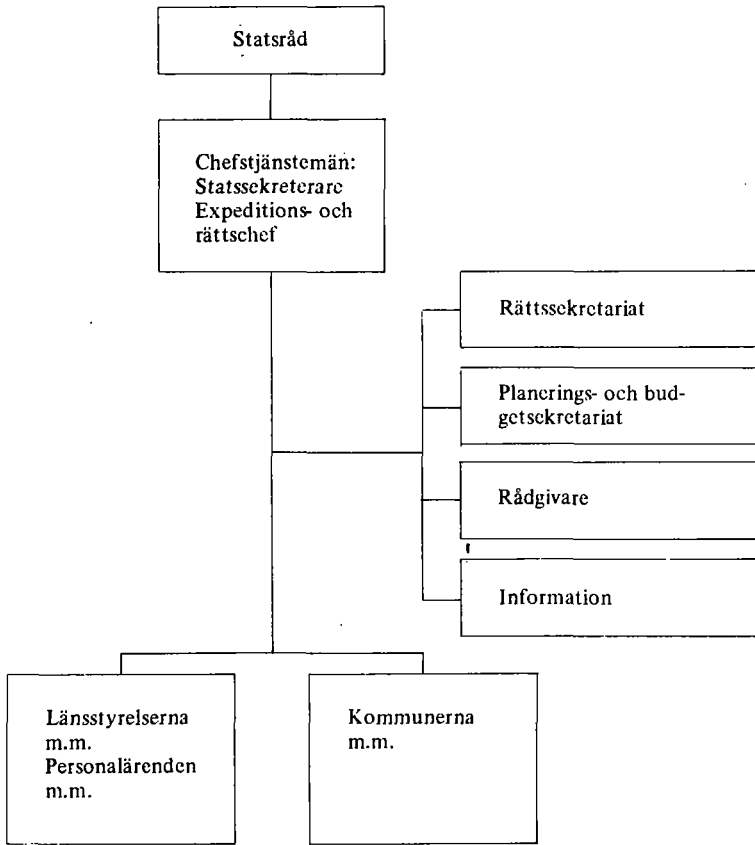 Statsråd
Chefstjänstemän:
Statssekreterare
Expeditions- och
rättschef
Rättssekretariat
Planerings- och bud-
getsekretariat
Rådgivare
Information
Länsstyrelserna
m.m.
Personalärenden
m.m.
Kommunerna
m.m.